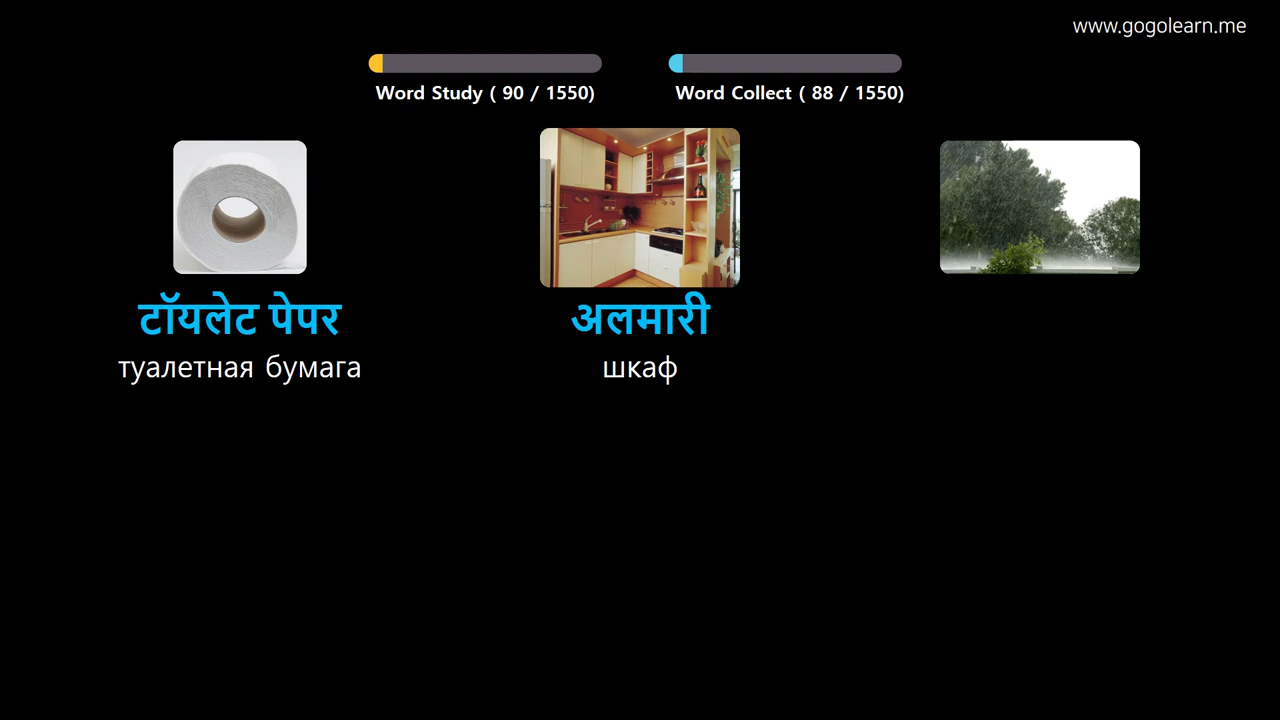 www.gogolearn.me
Word Study ( 90 / 1550)
Word Collect ( 88 / 1550)
टॉयलेट पेपर
туалетная бумага
अलमारी
шкаф